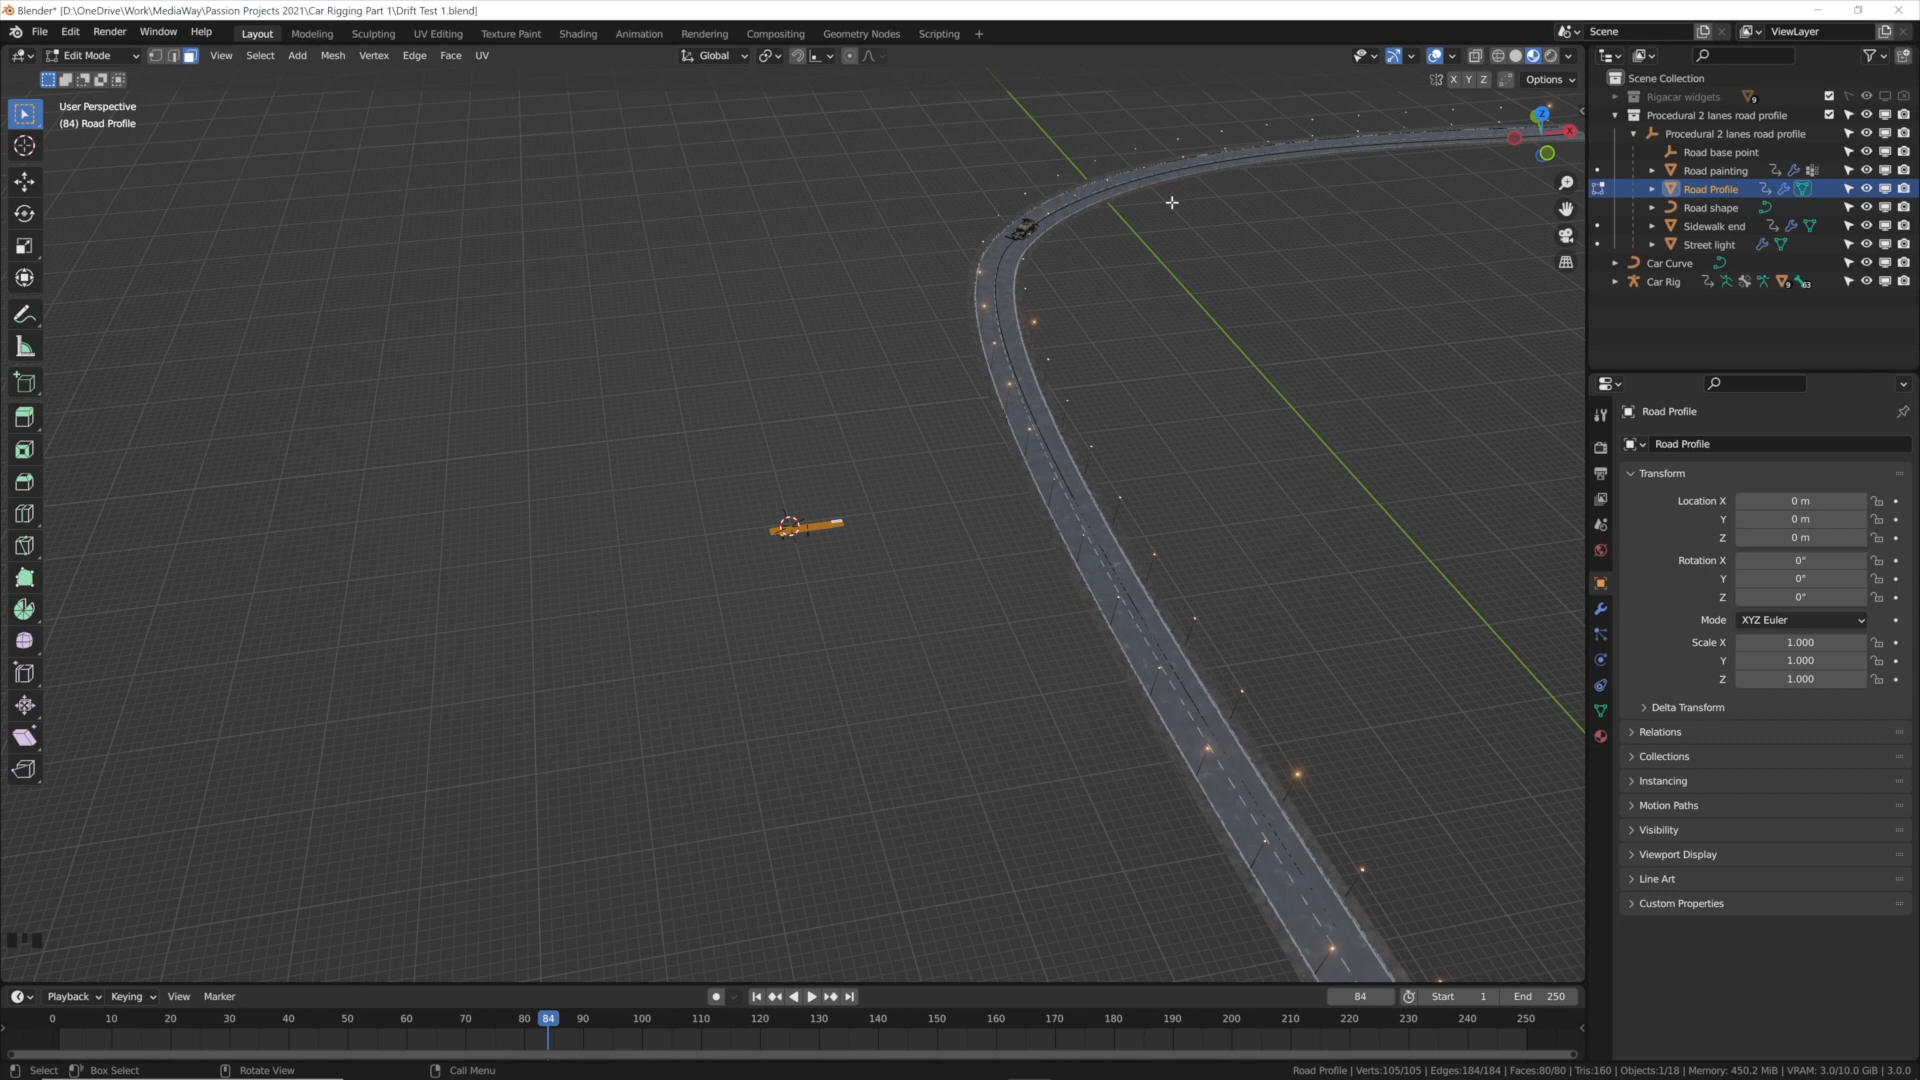 Blender* [D:\OneDrive\Work\MediaWay\Passion Projects 2021\Car Rigging Part 1\Drift Test 1.blend]
File Edit Render Window Help Layout Modeling Sculpting UV Editing Texture Paint Shading Animation Rendering Compositing Geometry Nodes Scripting + Scene ViewLayer
Edit Mode View Select Add Mesh Vertex Edge Face UV Global
X Y Z Options
User Perspective
(84) Road Profile
Z
X
Scene Collection
Rigacar widgets 9
Procedural 2 lanes road profile
Procedural 2 lanes road profile
Road base point
Road painting
Road Profile
Road shape
Sidewalk end
Street light
Car Curve
Car Rig 9 63
Road Profile
Road Profile
Transform
Location X 0 m
Y 0 m
Z 0 m
Rotation X 0°
Y 0°
Z 0°
Mode XYZ Euler
Scale X 1.000
Y 1.000
Z 1.000
Delta Transform
Relations
Collections
Instancing
Motion Paths
Visibility
Viewport Display
Line Art
Custom Properties
Playback Keying View Marker 84 Start 1 End 250
0 10 20 30 40 50 60 70 80 84 90 100 110 120 130 140 150 160 170 180 190 200 210 220 230 240 250
Select Box Select Rotate View Call Menu Road Profile | Verts:105/105 | Edges:184/184 | Faces:80/80 | Tris:160 | Objects:1/18 | Memory: 450.2 MiB | VRAM: 3.0/10.0 GiB | 3.0.0